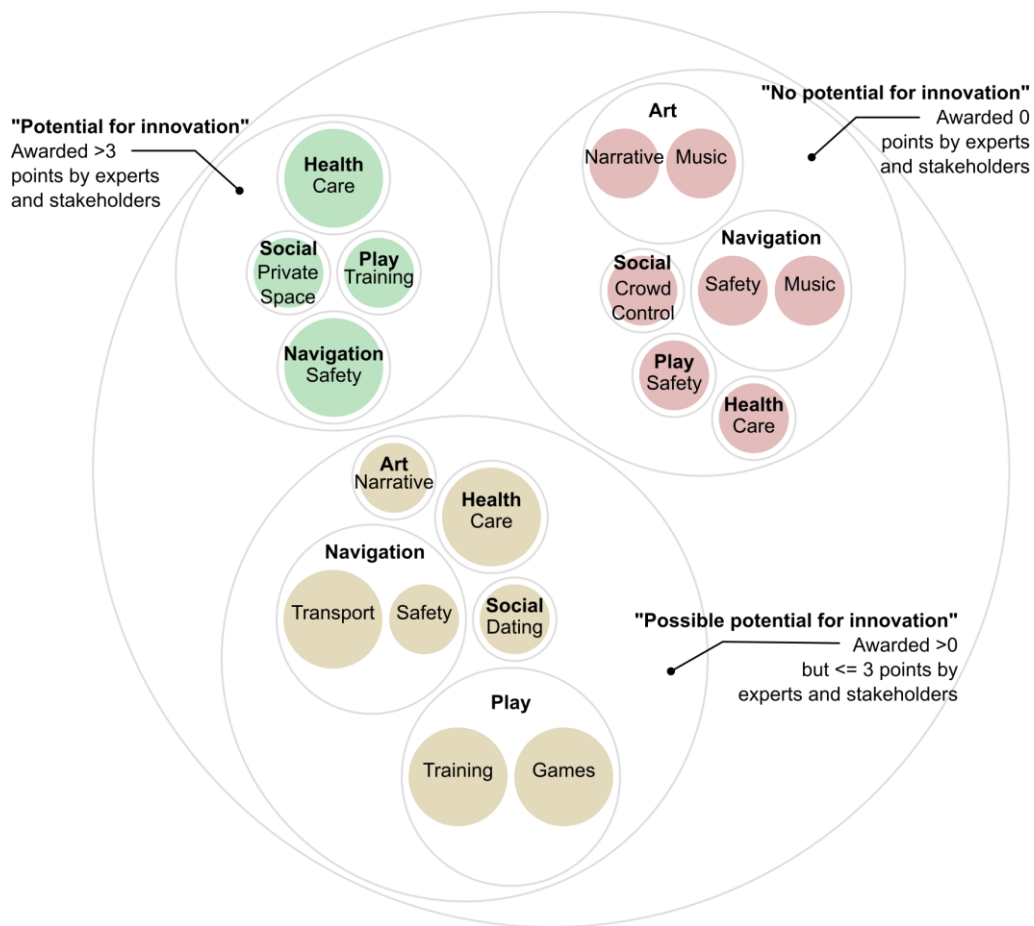 "Potential for innovation"
Awarded >3
points by experts
and stakeholders
Health
Care
Social
Private
Space
Play
Training
Navigation
Safety
"No potential for innovation"
Awarded 0
points by experts
and stakeholders
Art
Narrative
Music
Navigation
Safety
Music
Social
Crowd
Control
Play
Safety
Health
Care
Art
Narrative
Health
Care
Navigation
Transport
Safety
Social
Dating
Play
Training
Games
"Possible potential for innovation"
Awarded >0
but <= 3 points by
experts and stakeholders